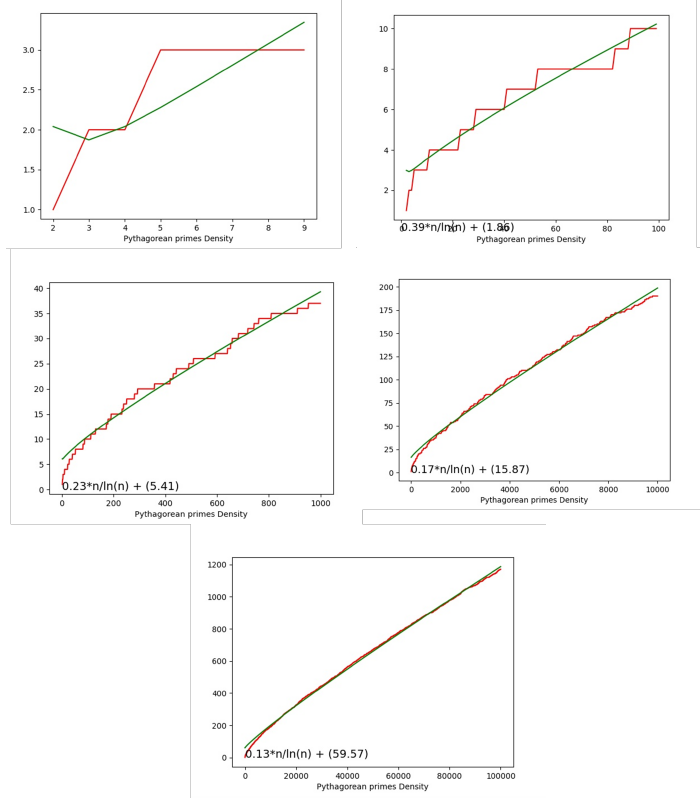 3.0
2.5
2.0
1.5
1.0
2 3 4 5 6 7 8 9
Pythagorean primes Density
10
8
6
4
2
0 20 40 60 80 100
0.39*n/ln(n) + (1.86)
Pythagorean primes Density
40
35
30
25
20
15
10
5
0
0.23*n/ln(n) + (5.41)
0 200 400 600 800 1000
Pythagorean primes Density
200
175
150
125
100
75
50
25
0
0.17*n/ln(n) + (15.87)
0 2000 4000 6000 8000 10000
Pythagorean primes Density
1200
1000
800
600
400
200
0
0.13*n/ln(n) + (59.57)
0 20000 40000 60000 80000 100000
Pythagorean primes Density